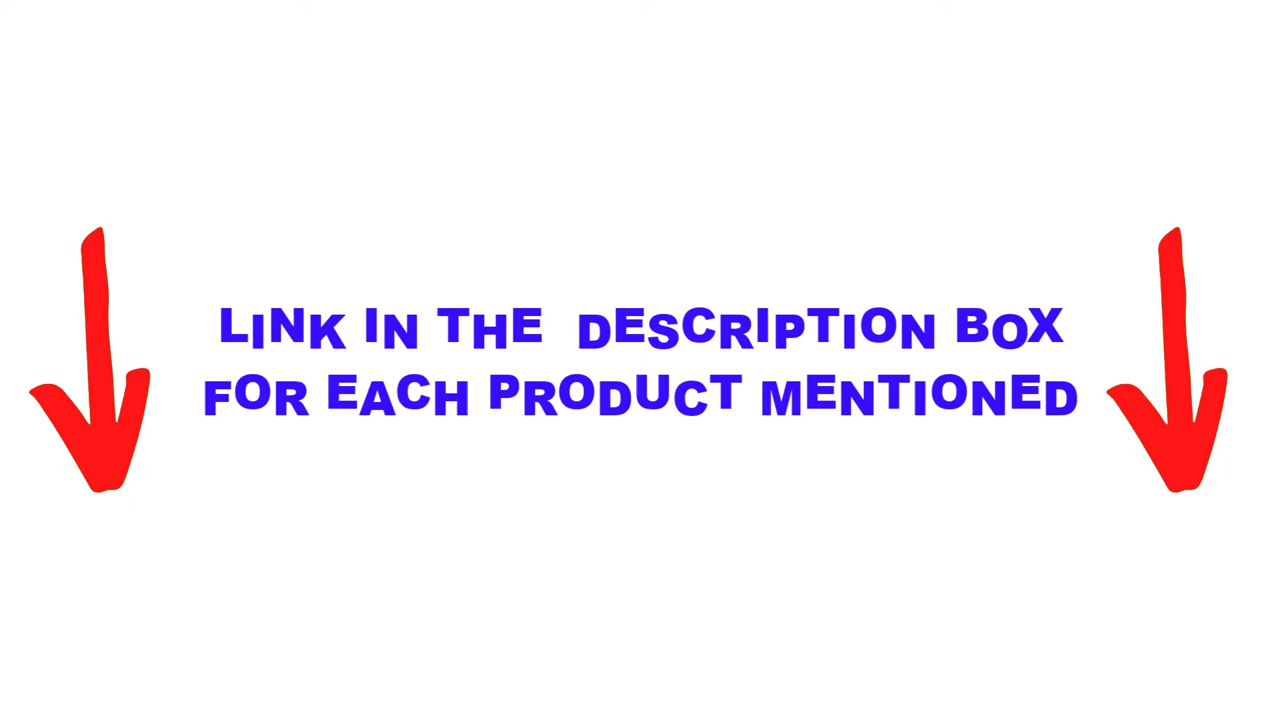 LINK IN THE DESCRIPTION BOX
FOR EACH PRODUCT MENTIONED